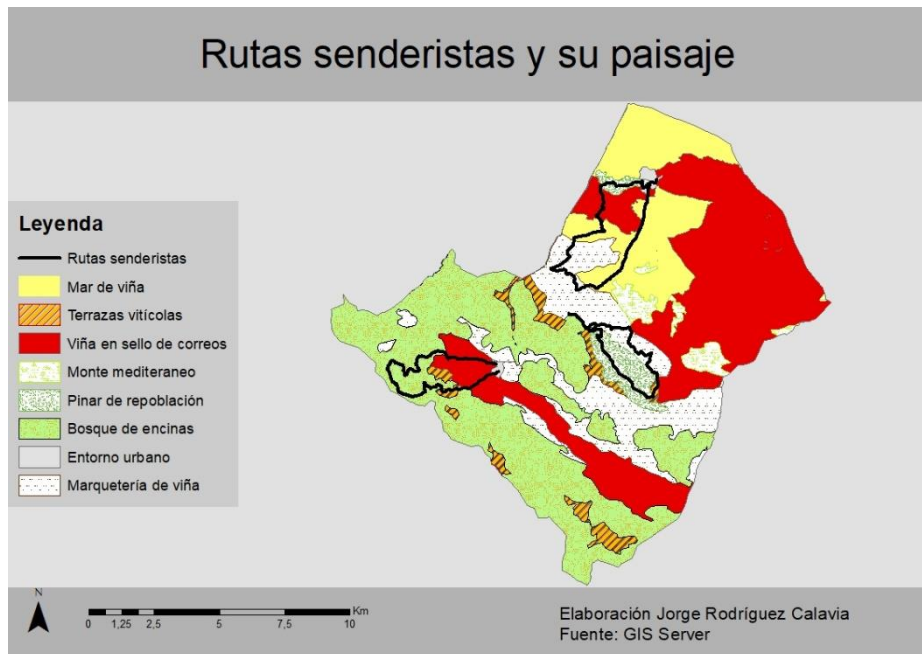 Rutas senderistas y su paisaje
Leyenda
Rutas senderistas
Mar de viña
Terrazas vitícolas
Viña en sello de correos
Monte mediteraneo
Pinar de repoblación
Bosque de encinas
Entorno urbano
Marquetería de viña
N
Km
0 1,25 2,5 5 7,5 10
Elaboración Jorge Rodríguez Calavia
Fuente: GIS Server